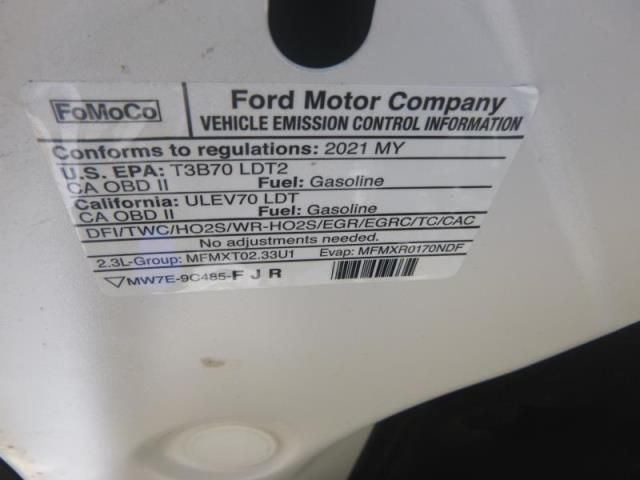 FoMoCo
Ford Motor Company
VEHICLE EMISSION CONTROL INFORMATION
Conforms to regulations: 2021 MY
U.S. EPA: T3B70 LDT2
CA OBD II Fuel: Gasoline
California: ULEV70 LDT
CA OBD II Fuel: Gasoline
DFI/TWC/HO2S/WR-HO2S/EGR/EGRC/TC/CAC
No adjustments needed.
2.3L-Group: MFMXT02.33U1 Evap: MFMXR0170NDF
MW7E-9C485-F J R